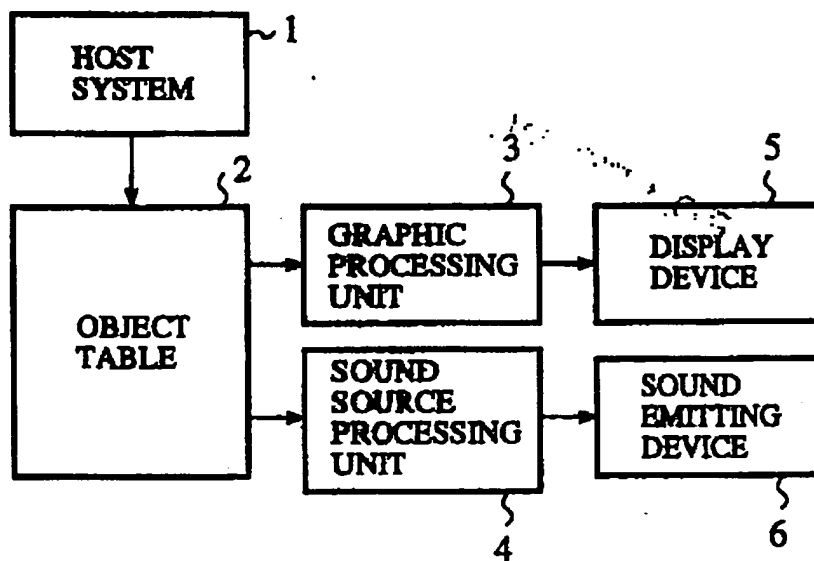 HOST
SYSTEM
1
2
OBJECT
TABLE
3
GRAPHIC
PROCESSING
UNIT
5
DISPLAY
DEVICE
SOUND
SOURCE
PROCESSING
UNIT
4
SOUND
EMITTING
DEVICE
6